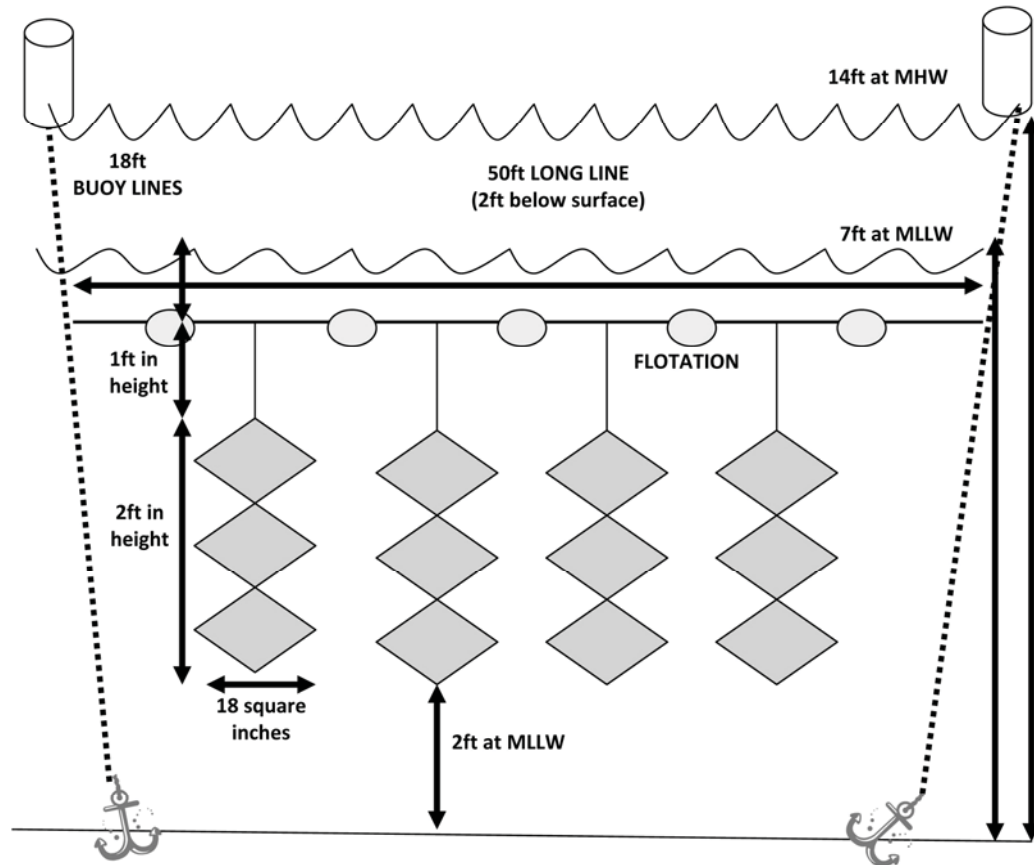 14ft at MHW
18ft
BUOY LINES
50ft LONG LINE
(2ft below surface)
7ft at MLLW
1ft in
height
FLOTATION
2ft in
height
18 square
inches
2ft at MLLW